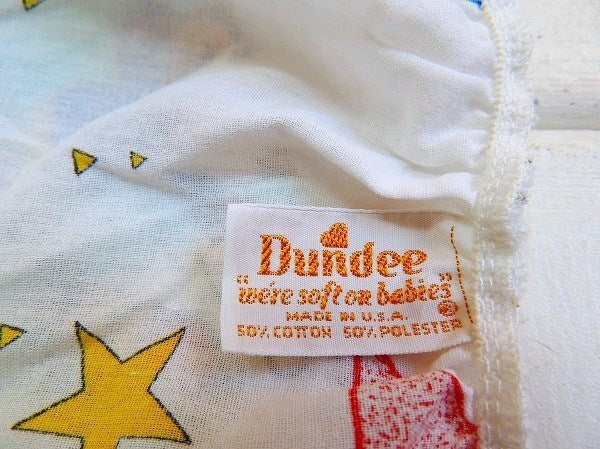 Dundee
"we're soft on babies" ®
MADE IN U.S.A.
50% COTTON 50% POLESTER